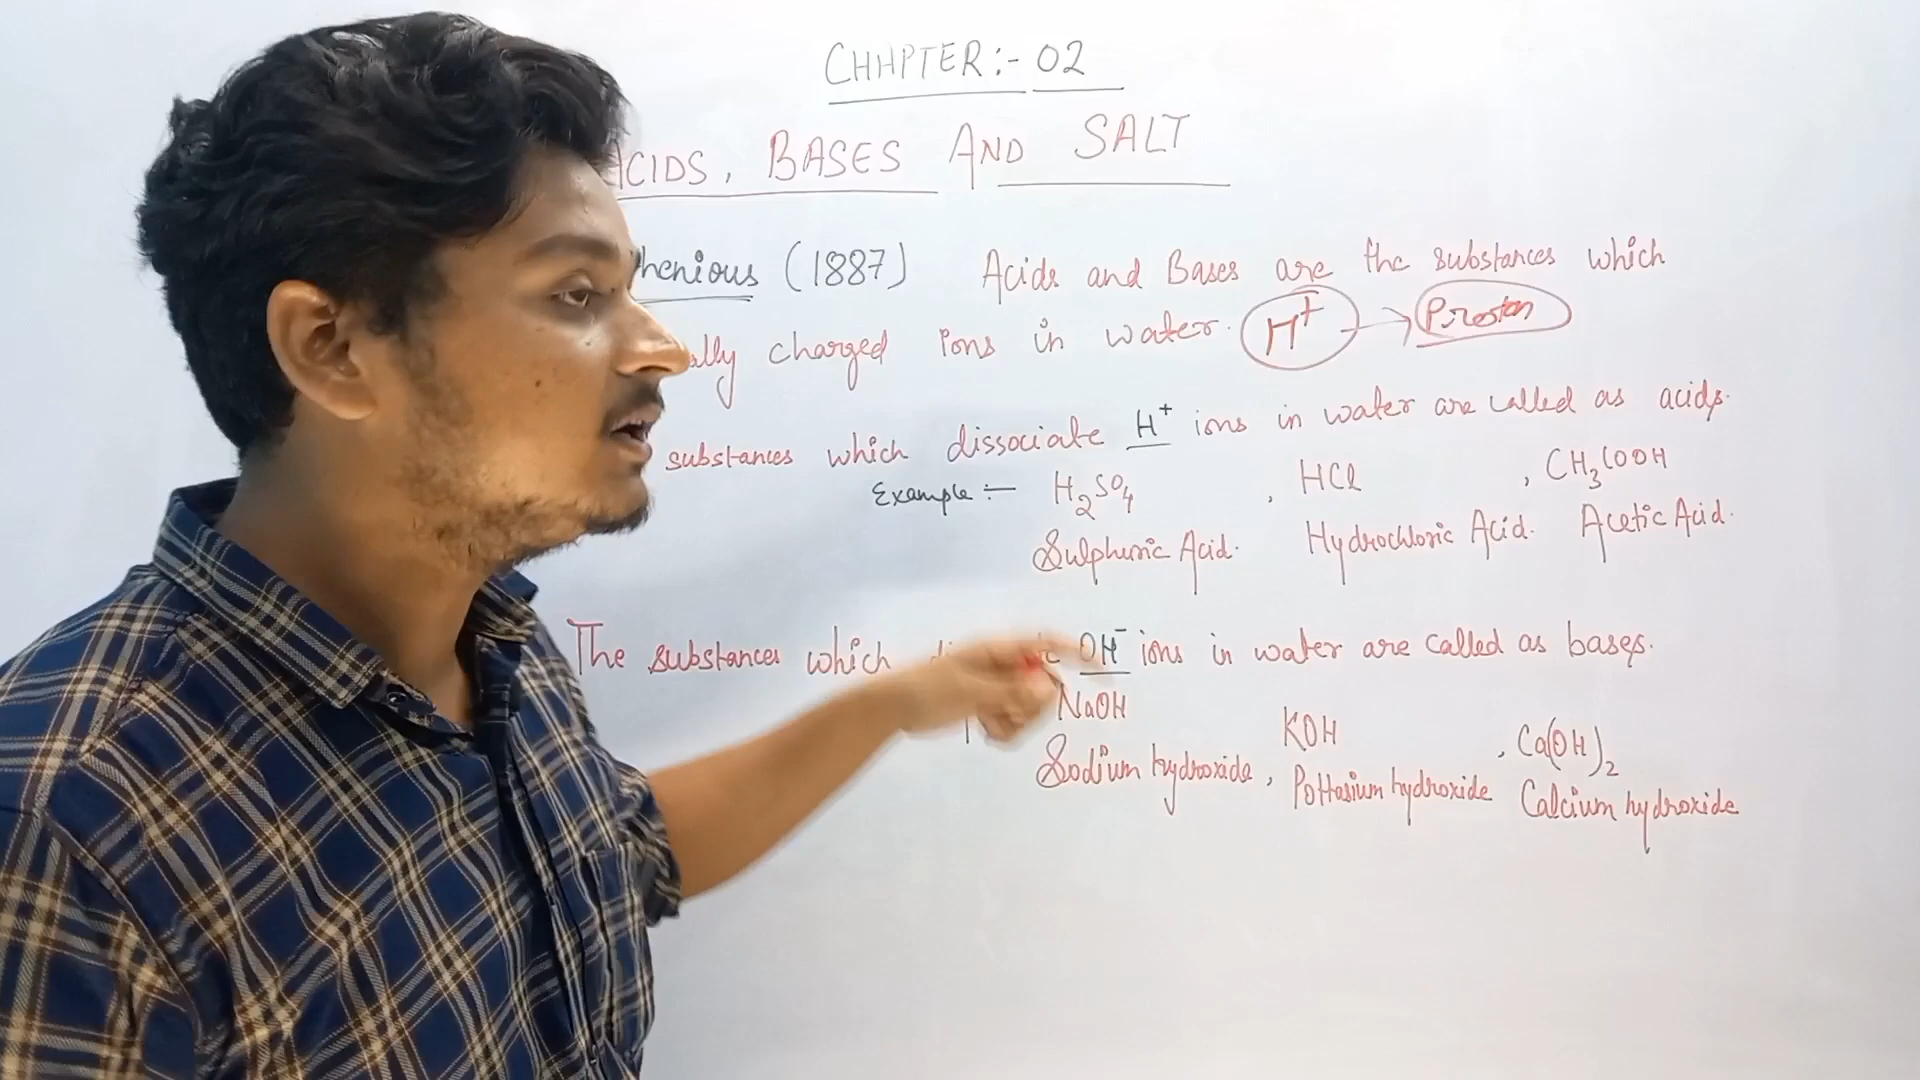 CHAPTER:- 02
ACIDS, BASES AND SALT
henious (1887) Acids and Bases are the substances which
ally charged ions in water. H⁺ → Proton
substances which dissociate H⁺ ions in water are called as acids.
Example :- H₂SO₄ , HCl , CH₃COOH
Sulphuric Acid. Hydrochloric Acid. Acetic Acid.
The substances which OH⁻ ions in water are called as bases.
NaOH KOH , Ca(OH)₂
Sodium hydroxide , Pottasium hydroxide Calcium hydroxide